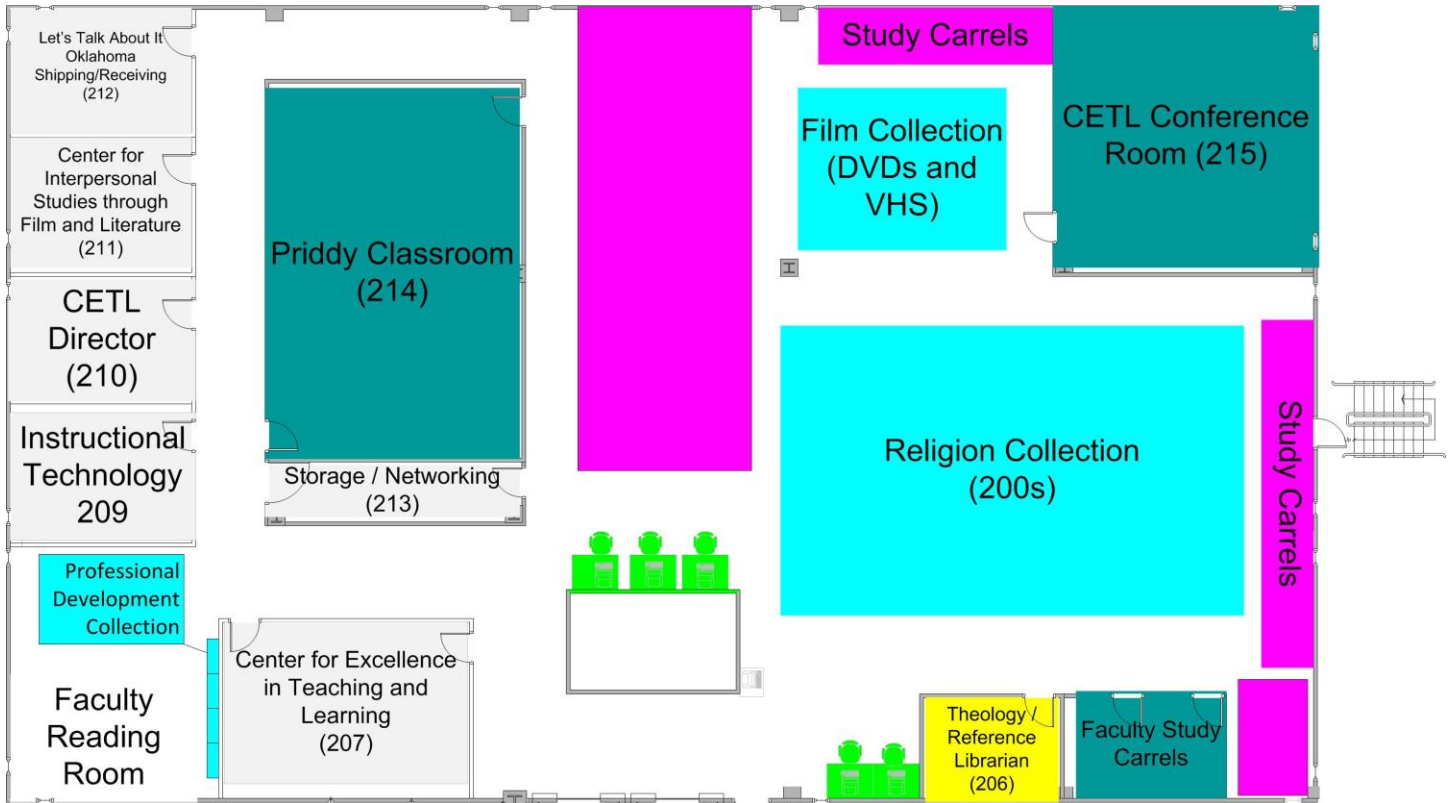 Let's Talk About It
Oklahoma
Shipping/Receiving
(212)
Center for
Interpersonal
Studies through
Film and Literature
(211)
CETL
Director
(210)
Instructional
Technology
209
Professional
Development
Collection
Faculty
Reading
Room
Priddy Classroom
(214)
Storage / Networking
(213)
Center for Excellence
in Teaching and
Learning
(207)
Study Carrels
Film Collection
(DVDs and
VHS)
CETL Conference
Room (215)
Religion Collection
(200s)
Study Carrels
Theology /
Reference
Librarian
(206)
Faculty Study
Carrels